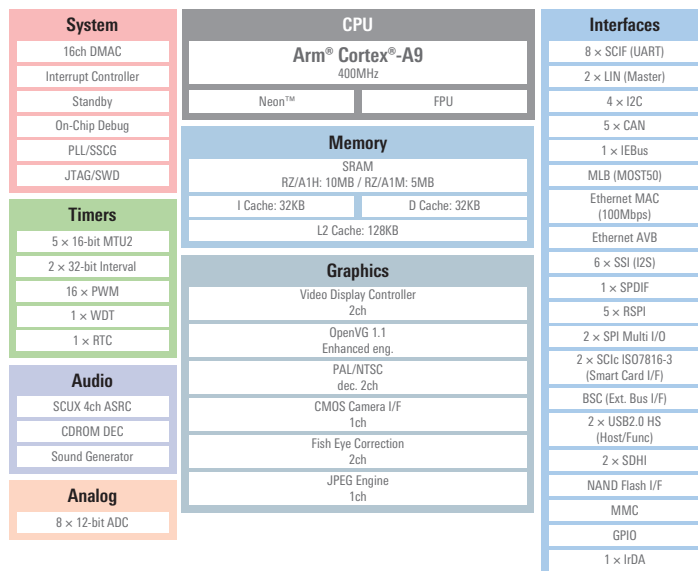 System
16ch DMAC
Interrupt Controller
Standby
On-Chip Debug
PLL/SSCG
JTAG/SWD
Timers
5 × 16-bit MTU2
2 × 32-bit Interval
16 × PWM
1 × WDT
1 × RTC
Audio
SCUX 4ch ASRC
CDROM DEC
Sound Generator
Analog
8 × 12-bit ADC
CPU
Arm® Cortex®-A9
400MHz
Neon™
FPU
Memory
SRAM
RZ/A1H: 10MB / RZ/A1M: 5MB
I Cache: 32KB
D Cache: 32KB
L2 Cache: 128KB
Graphics
Video Display Controller
2ch
OpenVG 1.1
Enhanced eng.
PAL/NTSC
dec. 2ch
CMOS Camera I/F
1ch
Fish Eye Correction
2ch
JPEG Engine
1ch
Interfaces
8 × SCIF (UART)
2 × LIN (Master)
4 × I2C
5 × CAN
1 × IEBus
MLB (MOST50)
Ethernet MAC
(100Mbps)
Ethernet AVB
6 × SSI (I2S)
1 × SPDIF
5 × RSPI
2 × SPI Multi I/O
2 × SCIc ISO7816-3
(Smart Card I/F)
BSC (Ext. Bus I/F)
2 × USB2.0 HS
(Host/Func)
2 × SDHI
NAND Flash I/F
MMC
GPIO
1 × IrDA